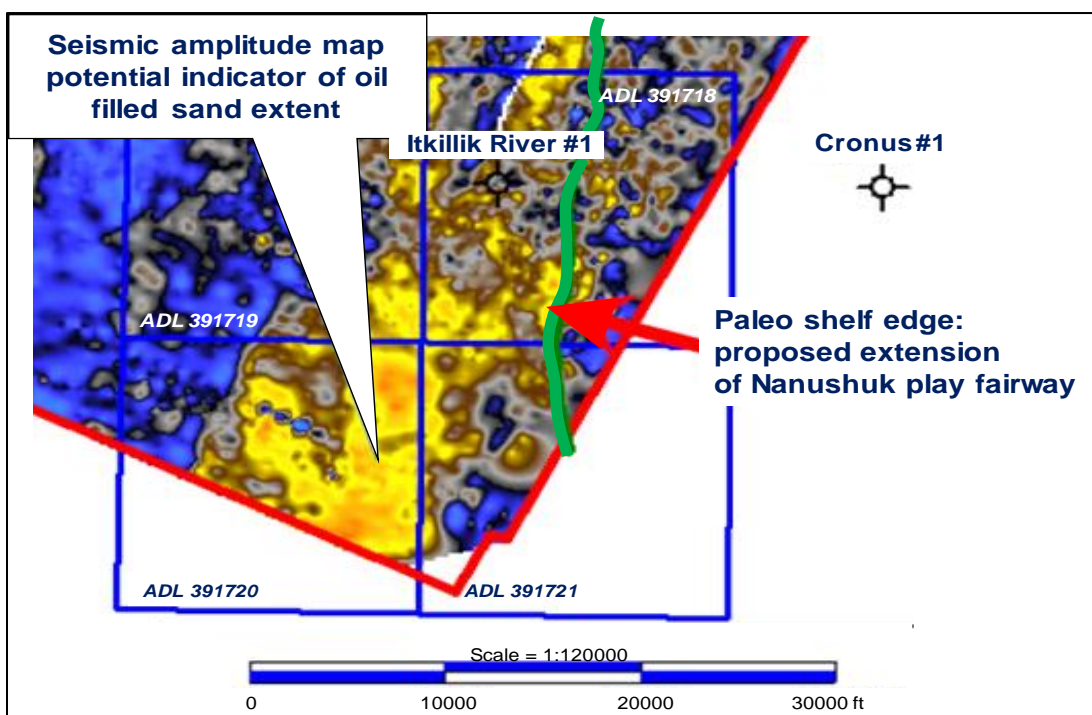 Seismic amplitude map
potential indicator of oil
filled sand extent
ADL 391718
Itkillik River #1
Cronus #1
ADL 391719
Paleo shelf edge:
proposed extension
of Nanushuk play fairway
ADL 391720
ADL 391721
Scale = 1:120000
0 10000 20000 30000 ft